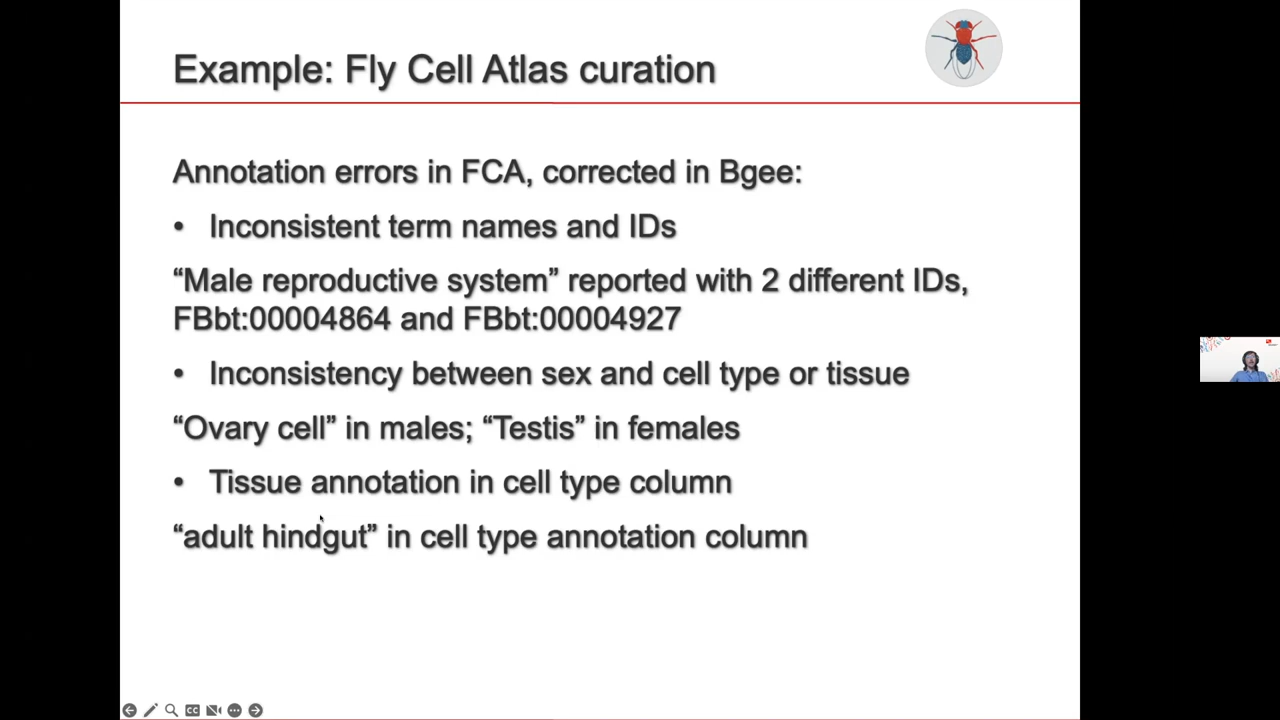 Example: Fly Cell Atlas curation
Annotation errors in FCA, corrected in Bgee:
• Inconsistent term names and IDs
“Male reproductive system” reported with 2 different IDs,
FBbt:00004864 and FBbt:00004927
• Inconsistency between sex and cell type or tissue
“Ovary cell” in males; “Testis” in females
• Tissue annotation in cell type column
“adult hindgut” in cell type annotation column
CC